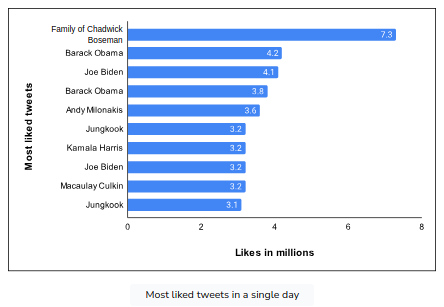 Family of Chadwick
Boseman
7.3
Barack Obama
4.2
Joe Biden
4.1
Barack Obama
3.8
Andy Milonakis
3.6
Jungkook
3.2
Kamala Harris
3.2
Joe Biden
3.2
Macaulay Culkin
3.2
Jungkook
3.1
Most liked tweets
0 2 4 6 8
Likes in millions
Most liked tweets in a single day